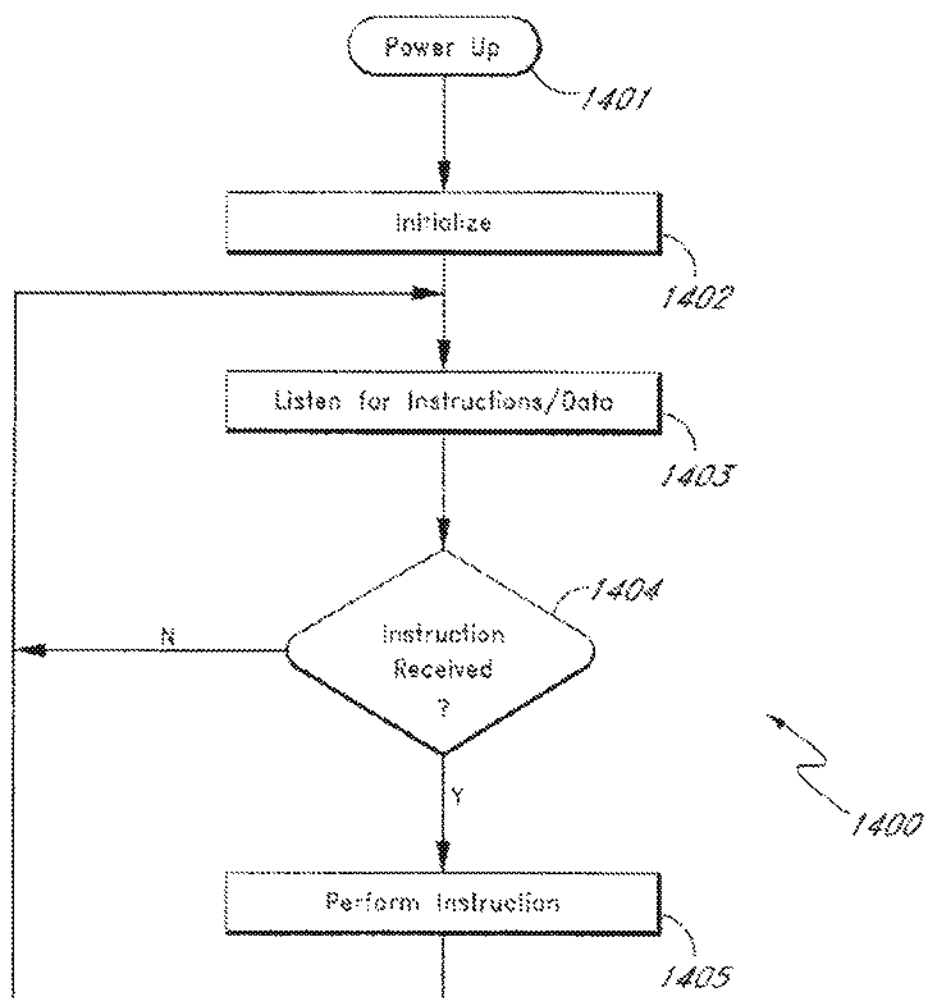 Power Up
1401
Initialize
1402
Listen for Instructions/Data
1403
1404
N
Instruction
Received
?
Y
1400
Perform Instruction
1405